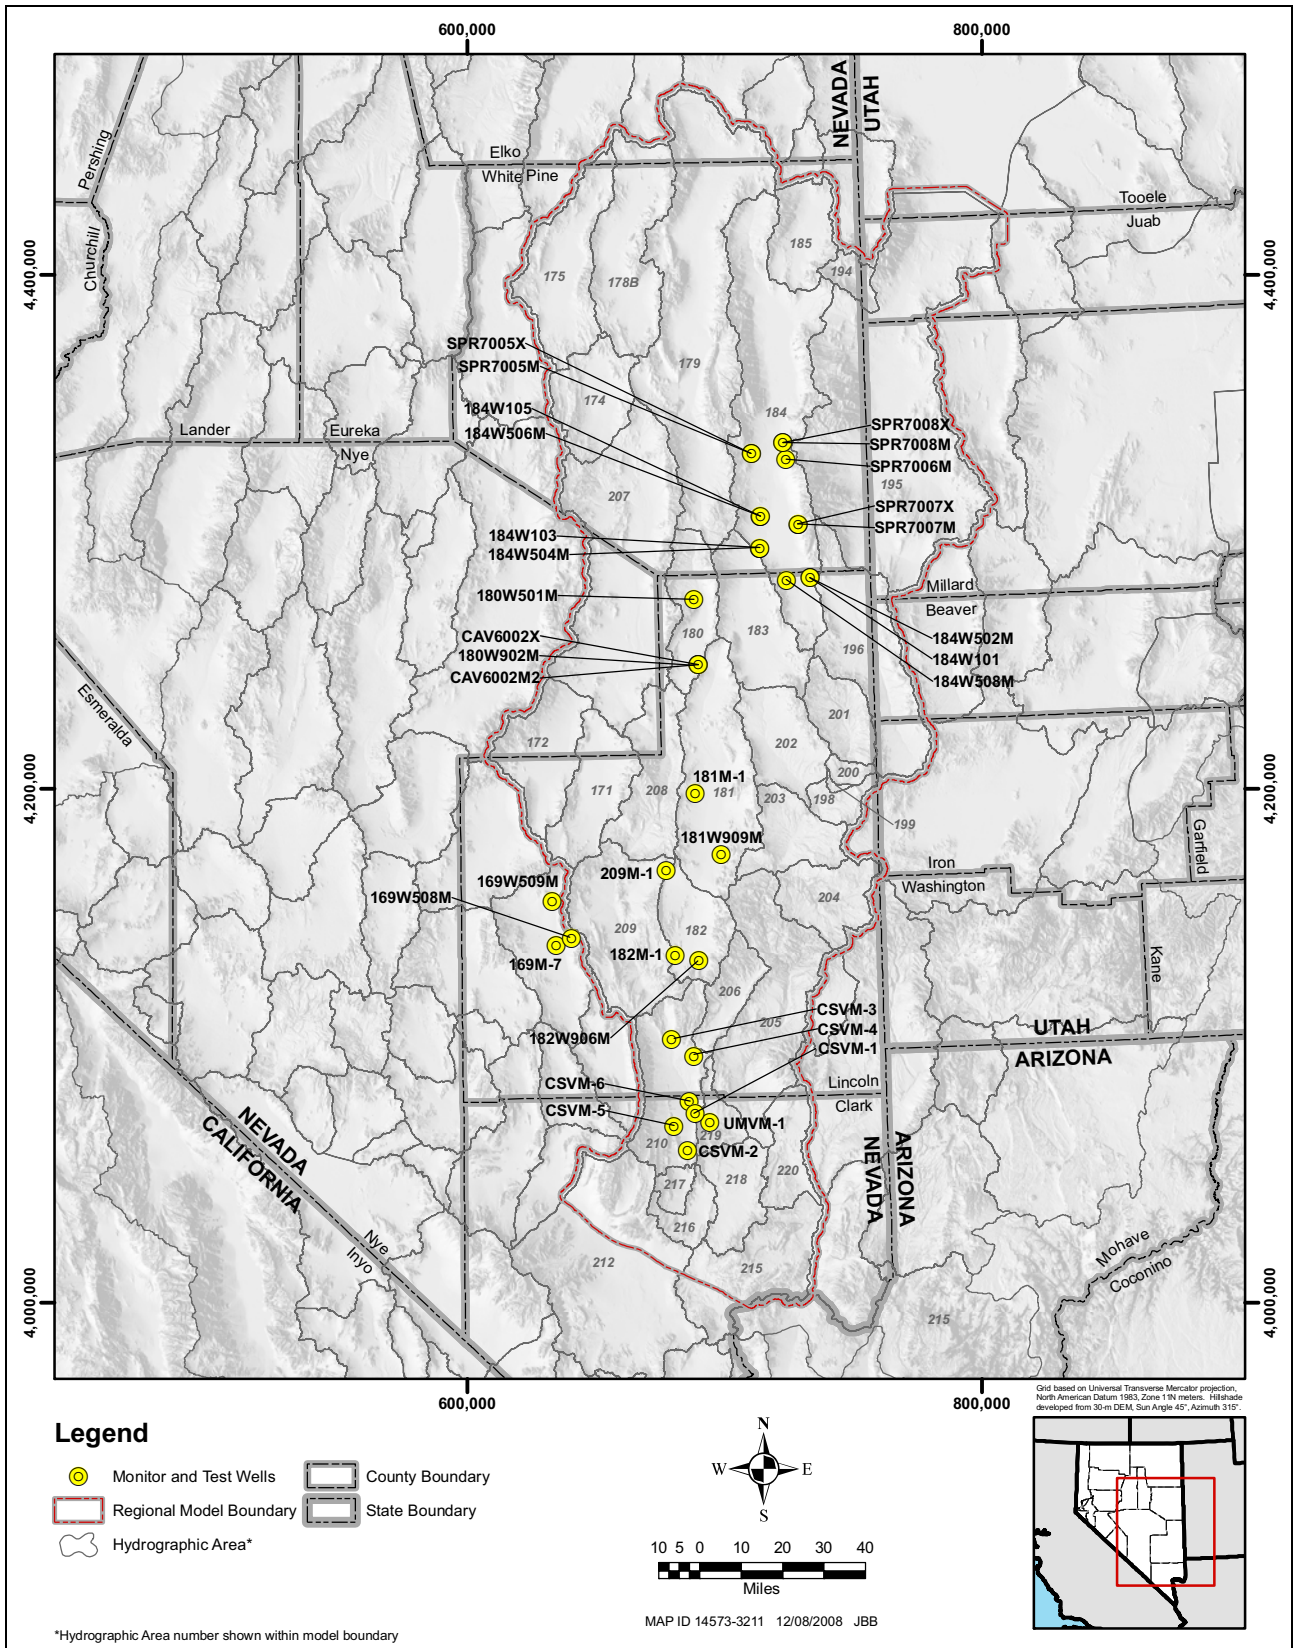 600,000
800,000
NEVADA
UTAH
Pershing
Churchill
Elko
White Pine
Tooele
Juab
4,400,000
4,400,000
185
194
175
178B
179
SPR7005X
SPR7005M
174
184
184W105
184W506M
SPR7008X
SPR7008M
SPR7006M
Lander
Eureka
Nye
195
207
SPR7007X
SPR7007M
184W103
184W504M
180W501M
Millard
Beaver
180
183
196
CAV6002X
180W902M
CAV6002M2
184W502M
184W101
184W508M
Esmeralda
172
201
202
200
4,200,000
4,200,000
171
208
181M-1
181
203
198
199
181W909M
Garfield
Iron
Washington
209M-1
169W509M
169W508M
204
209
182
182M-1
169M-7
Kane
206
182W906M
CSVM-3
CSVM-4
CSVM-1
205
UTAH
ARIZONA
CSVM-6
CSVM-5
Lincoln
Clark
UMVM-1
219
210
CSVM-2
NEVADA
CALIFORNIA
NEVADA
ARIZONA
217
218
220
216
Nye
Inyo
212
215
Mohave
Coconino
215
4,000,000
4,000,000
600,000
800,000
Grid based on Universal Transverse Mercator projection,
North American Datum 1983, Zone 11N meters. Hillshade
developed from 30-m DEM, Sun Angle 45°, Azimuth 315°.
Legend
Monitor and Test Wells
County Boundary
Regional Model Boundary
State Boundary
Hydrographic Area*
N
W
E
S
10 5 0 10 20 30 40
Miles
MAP ID 14573-3211 12/08/2008 JBB
*Hydrographic Area number shown within model boundary